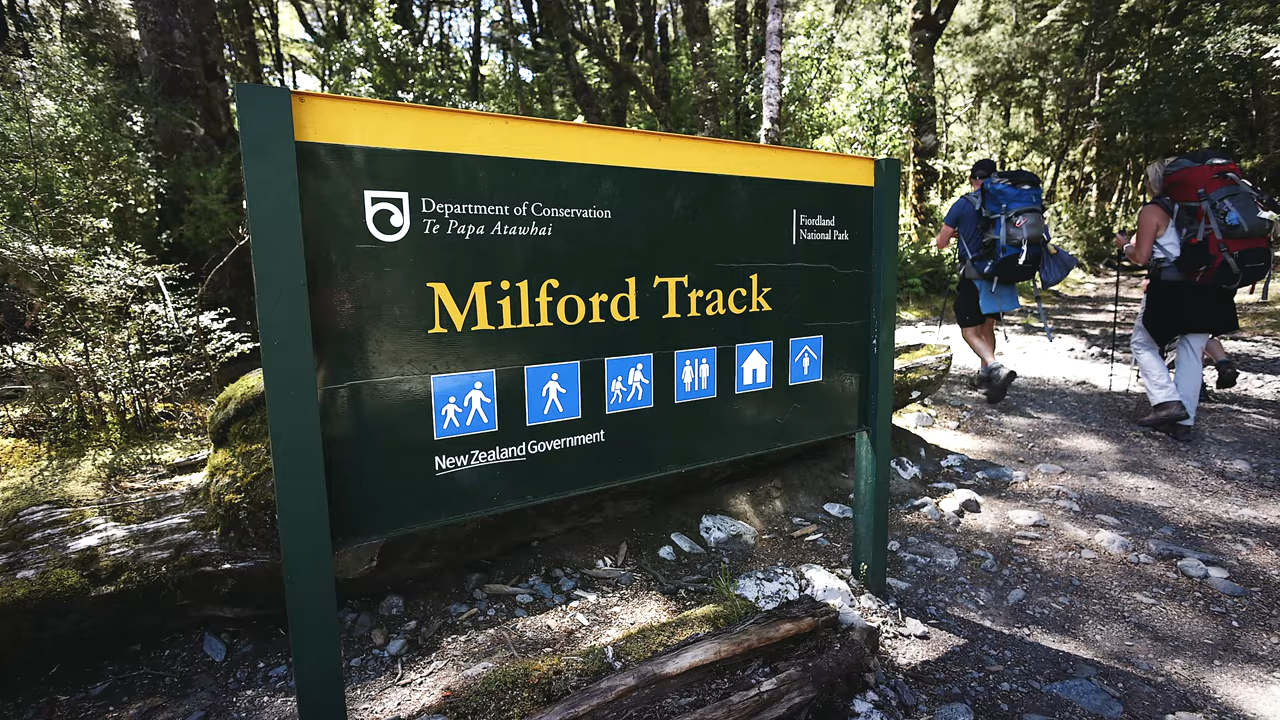 Department of Conservation
Te Papa Atawhai
Fiordland
National Park
Milford Track
New Zealand Government